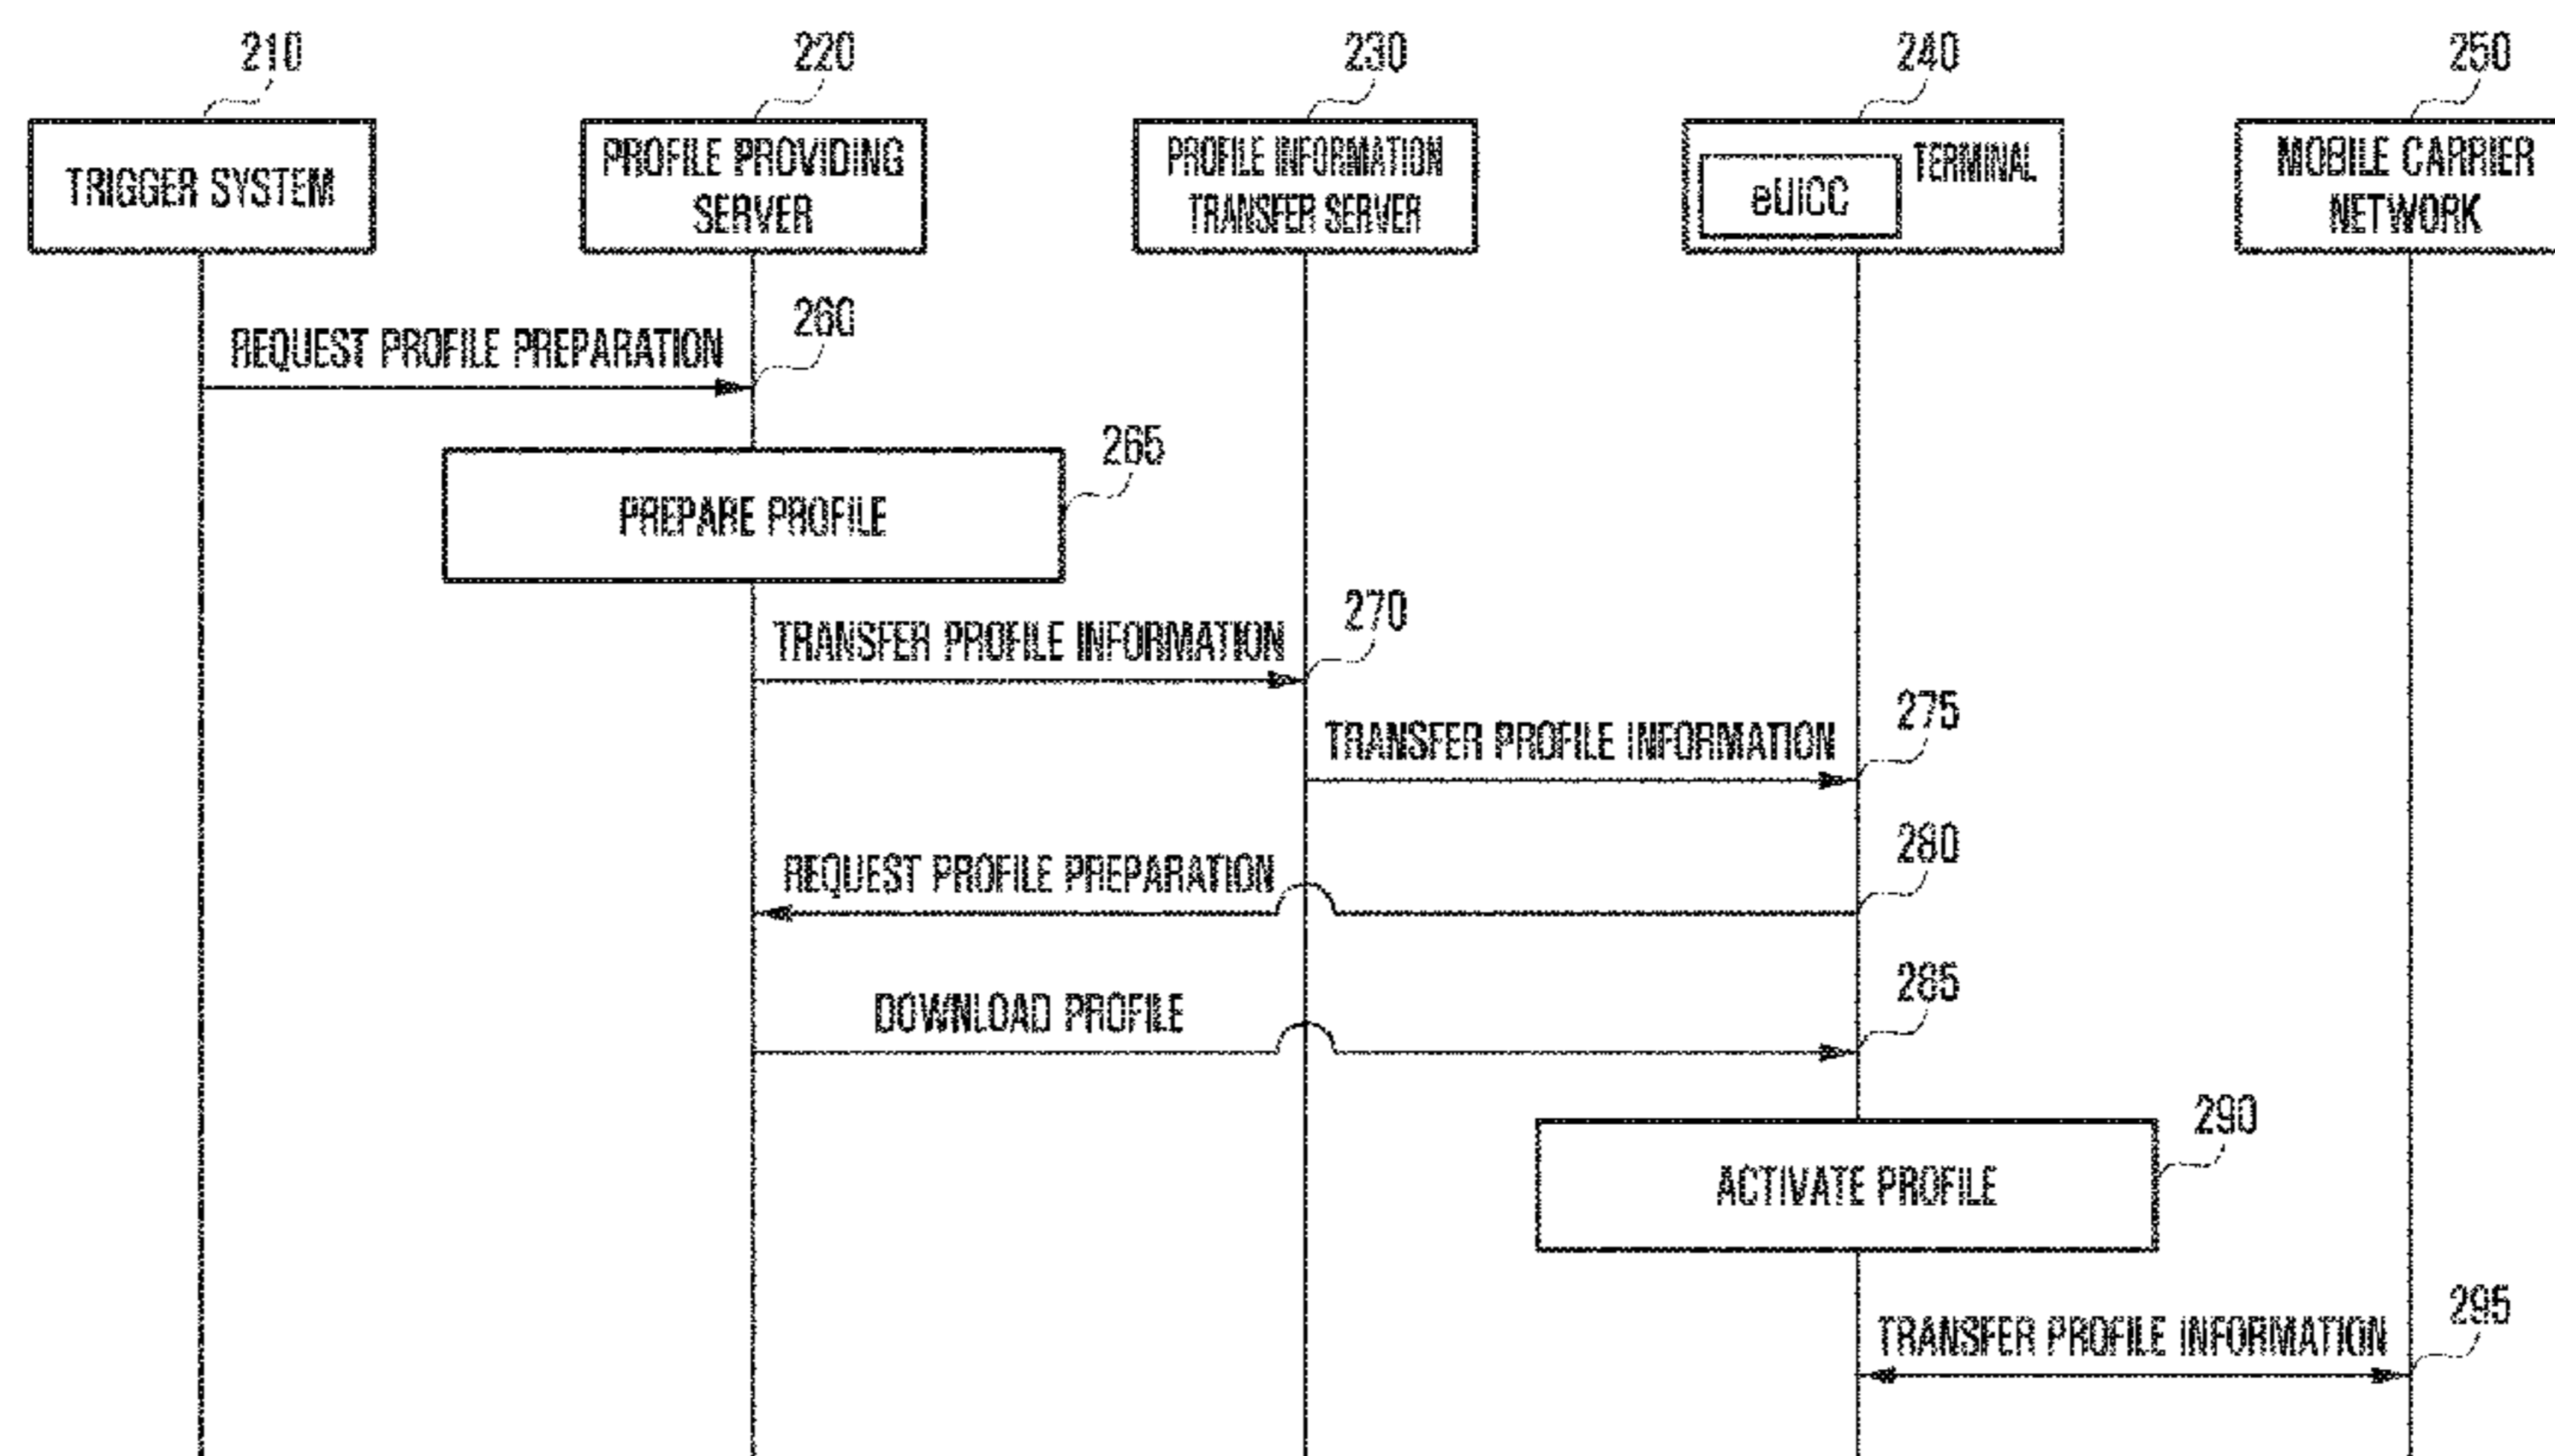 210
220
230
240
250
TRIGGER SYSTEM
PROFILE PROVIDING
SERVER
PROFILE INFORMATION
TRANSFER SERVER
eUICC
TERMINAL
MOBILE CARRIER
NETWORK
REQUEST PROFILE PREPARATION
260
PREPARE PROFILE
265
TRANSFER PROFILE INFORMATION
270
TRANSFER PROFILE INFORMATION
275
REQUEST PROFILE PREPARATION
280
DOWNLOAD PROFILE
285
ACTIVATE PROFILE
290
TRANSFER PROFILE INFORMATION
295